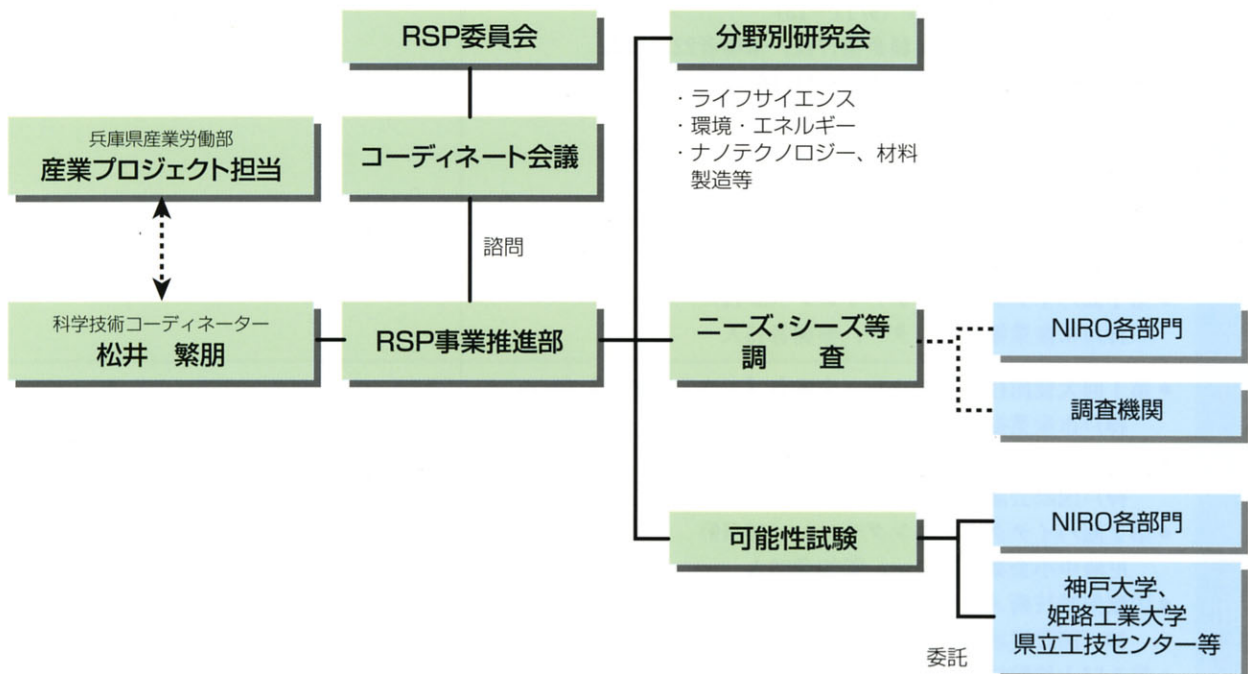 RSP委員会
分野別研究会
・ライフサイエンス
・環境・エネルギー
・ナノテクノロジー、材料
製造等
兵庫県産業労働部
産業プロジェクト担当
コーディネート会議
諮問
科学技術コーディネーター
松井　繁朋
RSP事業推進部
ニーズ・シーズ等
調　　査
NIRO各部門
調査機関
可能性試験
NIRO各部門
神戸大学、
姫路工業大学
県立工技センター等
委託